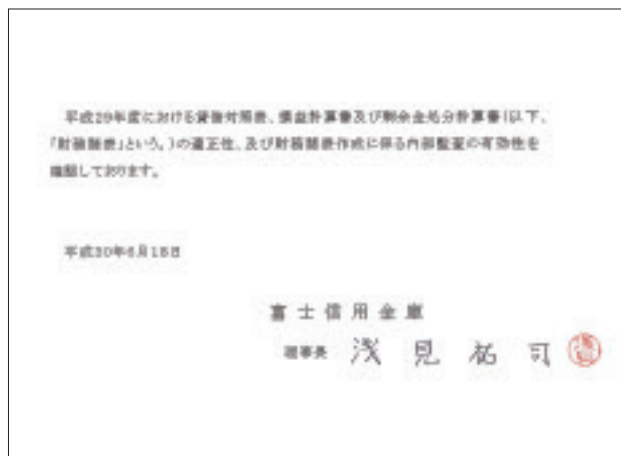 平成29年度における貸借対照表、損益計算書及び剰余金処分計算書(以下、
「財務諸表」という。)の適正性、及び財務諸表作成に係る内部監査の有効性を
確認しております。
平成30年6月18日
富士信用金庫
理事長 浅見祐司